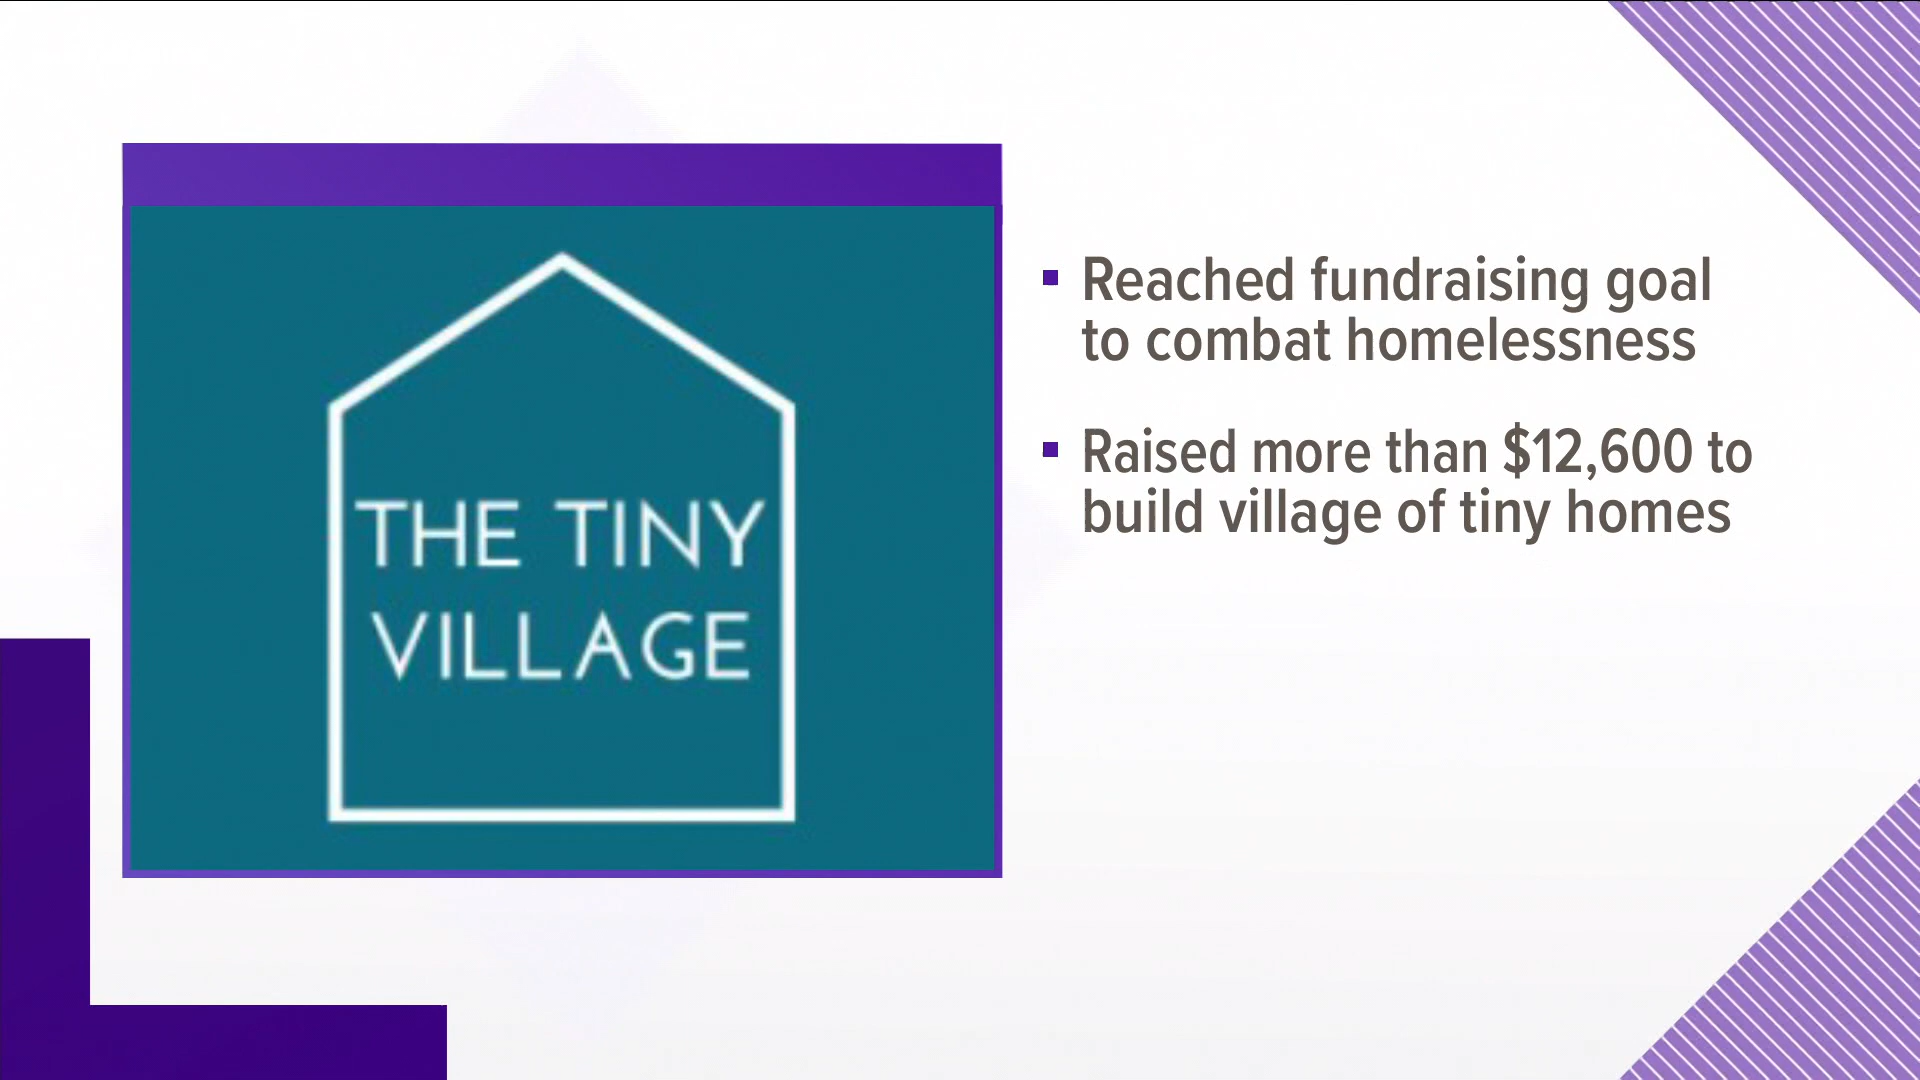 THE TINY
VILLAGE
Reached fundraising goal
to combat homelessness
Raised more than $12,600 to
build village of tiny homes